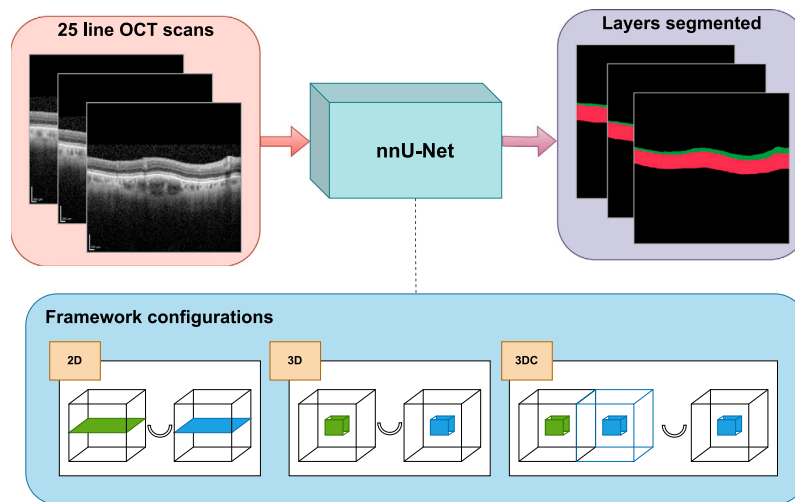 25 line OCT scans
Layers segmented
nnU-Net
Framework configurations
2D
3D
3DC